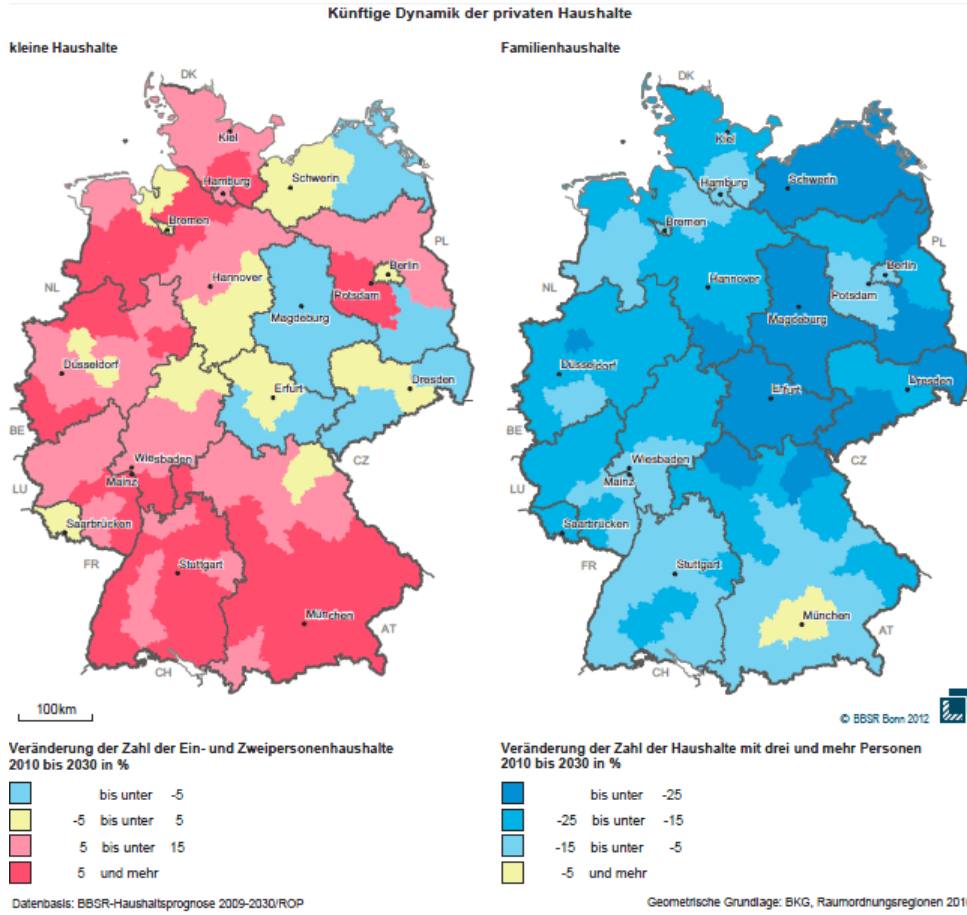 Künftige Dynamik der privaten Haushalte
kleine Haushalte
DK
Kiel
Hamburg
Schwerin
Bremen
PL
Berlin
Hannover
NL
Potsdam
Magdeburg
Düsseldorf
Erfurt
Dresden
BE
Wiesbaden
CZ
Mainz
LU
Saarbrücken
FR
Stuttgart
München
AT
CH
100km
Familienhaushalte
DK
Kiel
Schwerin
Hamburg
Bremen
PL
Berlin
Hannover
NL
Potsdam
Magdeburg
Düsseldorf
Erfurt
Dresden
BE
Wiesbaden
CZ
Mainz
LU
Saarbrücken
FR
Stuttgart
München
AT
CH
© BBSR Bonn 2012
Veränderung der Zahl der Ein- und Zweipersonenhaushalte
2010 bis 2030 in %
bis unter -5
-5 bis unter 5
5 bis unter 15
5 und mehr
Veränderung der Zahl der Haushalte mit drei und mehr Personen
2010 bis 2030 in %
bis unter -25
-25 bis unter -15
-15 bis unter -5
-5 und mehr
Datenbasis: BBSR-Haushaltsprognose 2009-2030/ROP
Geometrische Grundlage: BKG, Raumordnungsregionen 2010